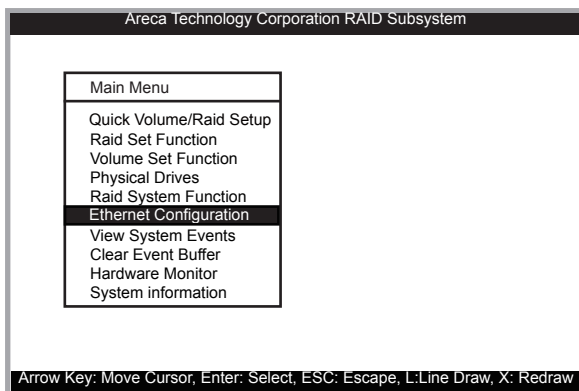 Areca Technology Corporation RAID Subsystem
Main Menu
Quick Volume/Raid Setup
Raid Set Function
Volume Set Function
Physical Drives
Raid System Function
Ethernet Configuration
View System Events
Clear Event Buffer
Hardware Monitor
System information
Arrow Key: Move Cursor, Enter: Select, ESC: Escape, L:Line Draw, X: Redraw